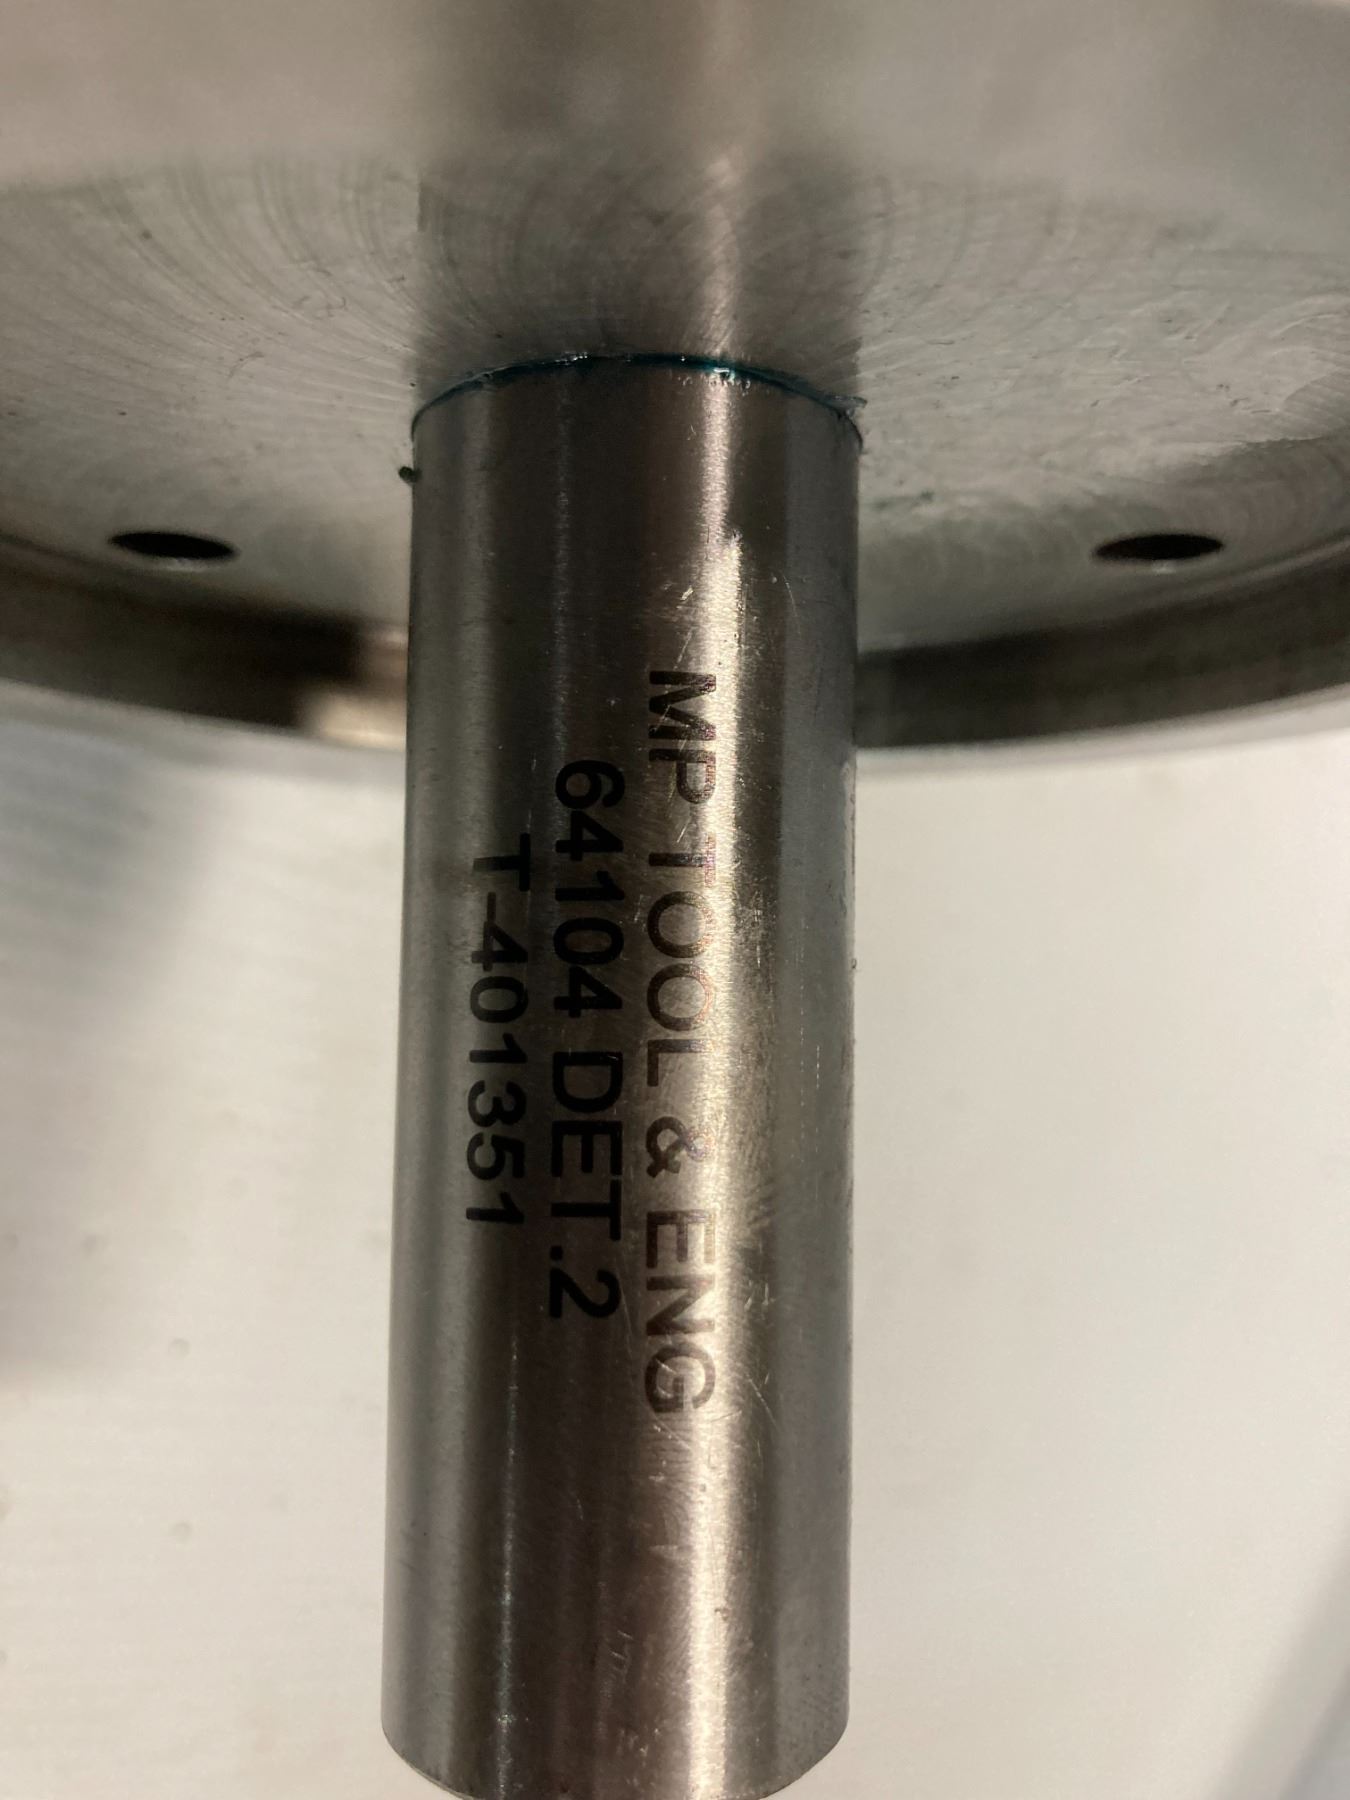 MP TOOL & ENG
64104 DET.2
T-401351